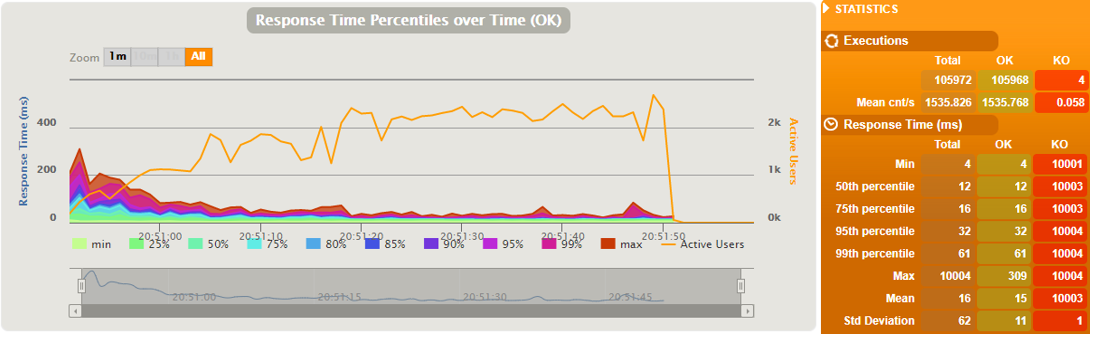 Response Time Percentiles over Time (OK)
Zoom 1m 10m 1h All
Response Time (ms)
400
200
0
2k
1k
0k
Active Users
20:51:00 20:51:10 20:51:20 20:51:30 20:51:40 20:51:50
min 25% 50% 75% 80% 85% 90% 95% 99% max Active Users
20:51:00 20:51:15 20:51:30 20:51:45
STATISTICS
Executions
Total OK KO
105972 105968 4
Mean cnt/s 1535.826 1535.768 0.058
Response Time (ms)
Total OK KO
Min 4 4 10001
50th percentile 12 12 10003
75th percentile 16 16 10003
95th percentile 32 32 10004
99th percentile 61 61 10004
Max 10004 309 10004
Mean 16 15 10003
Std Deviation 62 11 1